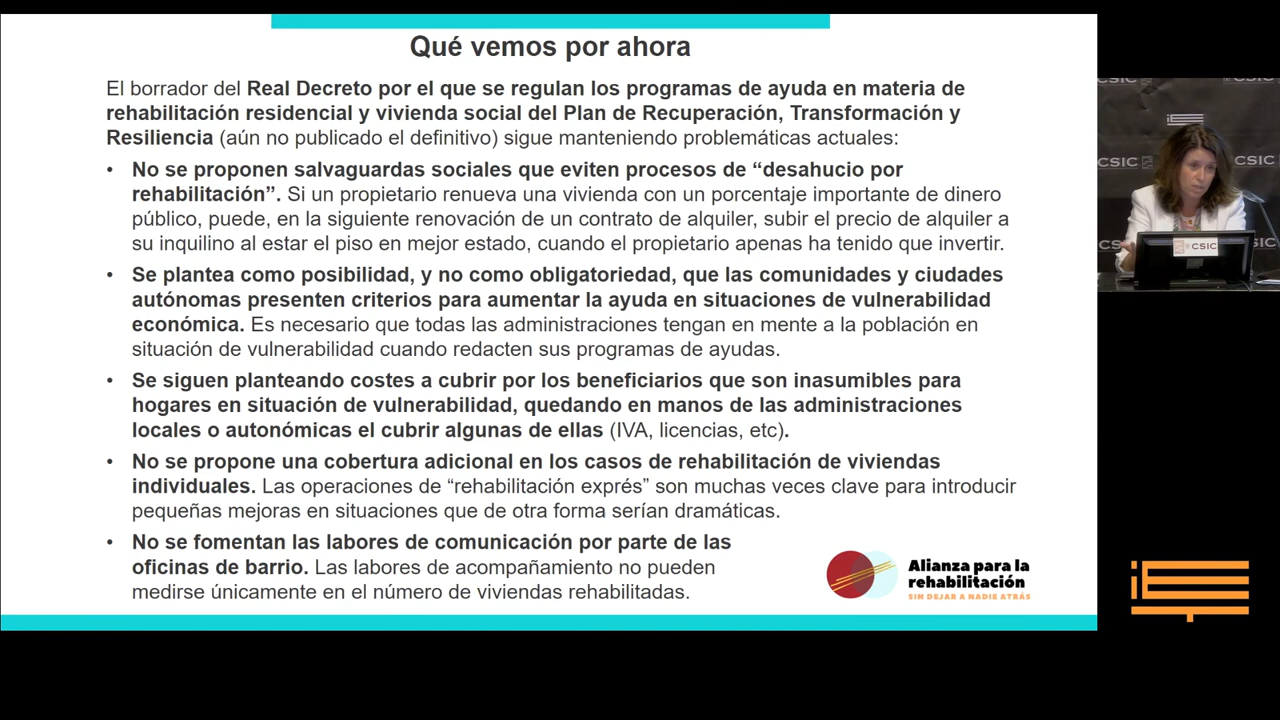 Qué vemos por ahora
El borrador del Real Decreto por el que se regulan los programas de ayuda en materia de
rehabilitación residencial y vivienda social del Plan de Recuperación, Transformación y
Resiliencia (aún no publicado el definitivo) sigue manteniendo problemáticas actuales:
• No se proponen salvaguardas sociales que eviten procesos de “desahucio por
rehabilitación”. Si un propietario renueva una vivienda con un porcentaje importante de dinero
público, puede, en la siguiente renovación de un contrato de alquiler, subir el precio de alquiler a
su inquilino al estar el piso en mejor estado, cuando el propietario apenas ha tenido que invertir.
• Se plantea como posibilidad, y no como obligatoriedad, que las comunidades y ciudades
autónomas presenten criterios para aumentar la ayuda en situaciones de vulnerabilidad
económica. Es necesario que todas las administraciones tengan en mente a la población en
situación de vulnerabilidad cuando redacten sus programas de ayudas.
• Se siguen planteando costes a cubrir por los beneficiarios que son inasumibles para
hogares en situación de vulnerabilidad, quedando en manos de las administraciones
locales o autonómicas el cubrir algunas de ellas (IVA, licencias, etc).
• No se propone una cobertura adicional en los casos de rehabilitación de viviendas
individuales. Las operaciones de “rehabilitación exprés” son muchas veces clave para introducir
pequeñas mejoras en situaciones que de otra forma serían dramáticas.
• No se fomentan las labores de comunicación por parte de las
oficinas de barrio. Las labores de acompañamiento no pueden
medirse únicamente en el número de viviendas rehabilitadas.
Alianza para la
rehabilitación
SIN DEJAR A NADIE ATRÁS
CSIC
CSIC
CSIC
CSIC
CSIC